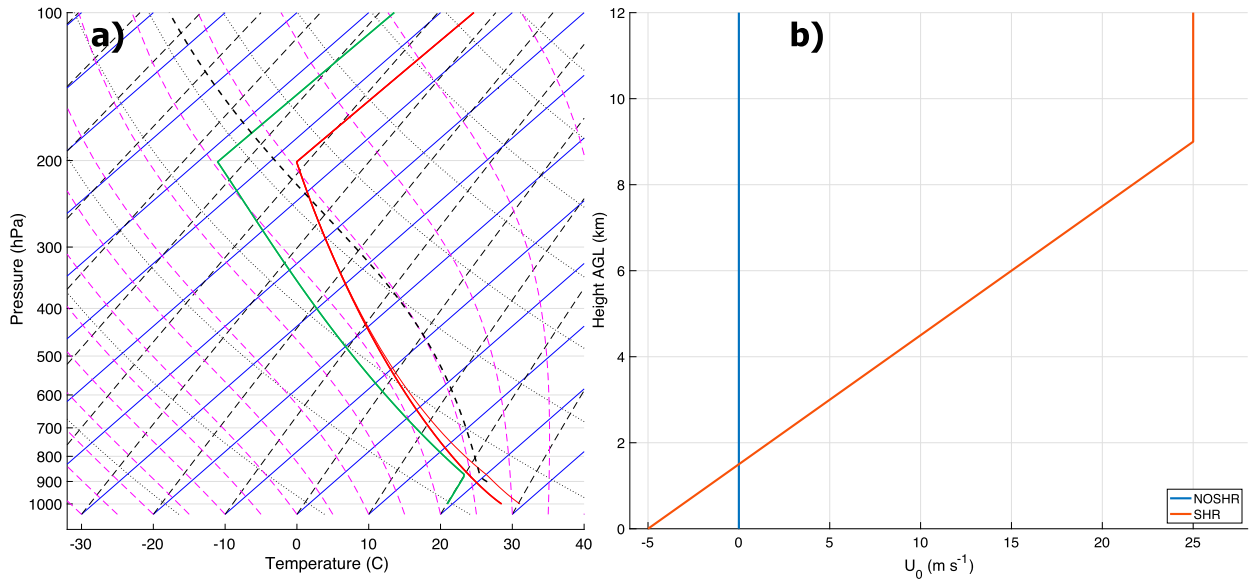 a)
100
200
300
400
500
600
700
800
900
1000
Pressure (hPa)
-30 -20 -10 0 10 20 30 40
Temperature (C)
b)
12
10
8
6
4
2
0
Height AGL (km)
-5 0 5 10 15 20 25
U0 (m s-1)
NOSHR
SHR